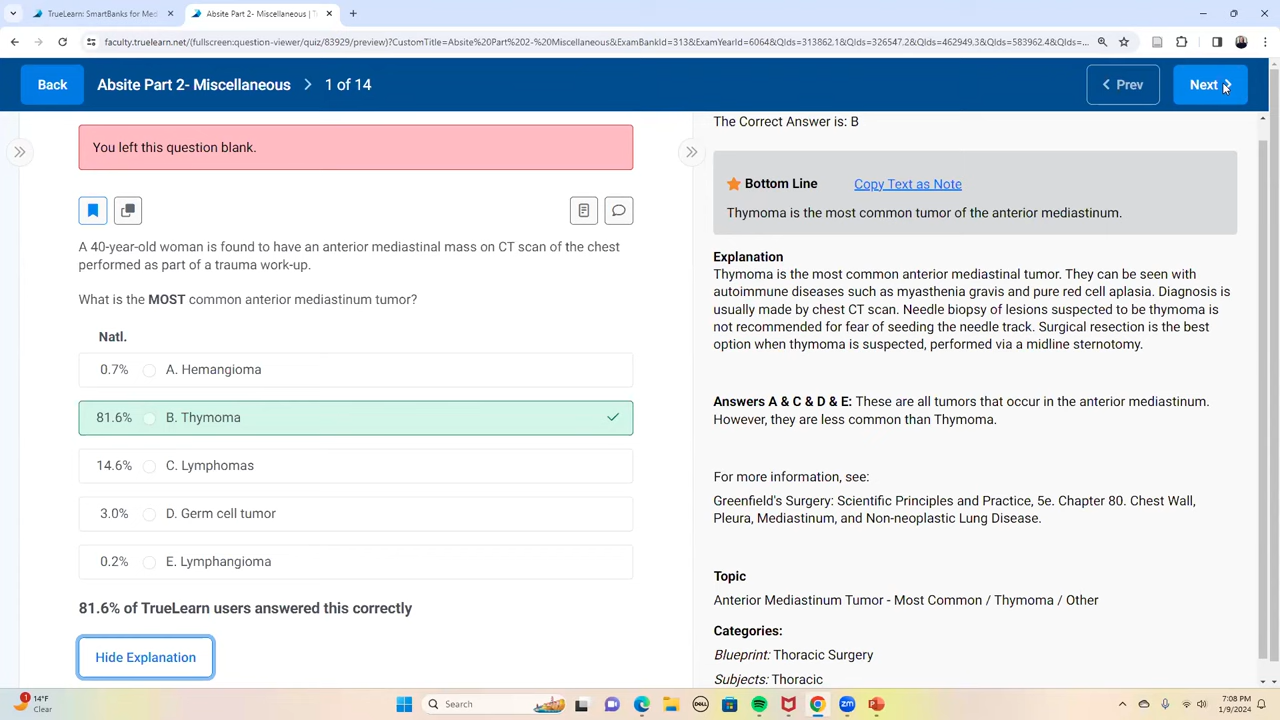 TrueLearn: SmartBanks for Med
Absite Part 2- Miscellaneous | T
faculty.truelearn.net/(fullscreen:question-viewer/quiz/83929/preview)?CustomTitle=Absite%20Part%202-%20Miscellaneous&ExamBankId=313&ExamYearId=6064&QIds=313862.1&QIds=326547.2&QIds=462949.3&QIds=583962.4&QIds=...
Back
Absite Part 2- Miscellaneous
1 of 14
Prev
Next
You left this question blank.
A 40-year-old woman is found to have an anterior mediastinal mass on CT scan of the chest
performed as part of a trauma work-up.
What is the MOST common anterior mediastinum tumor?
Natl.
0.7% A. Hemangioma
81.6% B. Thymoma
14.6% C. Lymphomas
3.0% D. Germ cell tumor
0.2% E. Lymphangioma
81.6% of TrueLearn users answered this correctly
Hide Explanation
The Correct Answer is: B
Bottom Line Copy Text as Note
Thymoma is the most common tumor of the anterior mediastinum.
Explanation
Thymoma is the most common anterior mediastinal tumor. They can be seen with
autoimmune diseases such as myasthenia gravis and pure red cell aplasia. Diagnosis is
usually made by chest CT scan. Needle biopsy of lesions suspected to be thymoma is
not recommended for fear of seeding the needle track. Surgical resection is the best
option when thymoma is suspected, performed via a midline sternotomy.
Answers A & C & D & E: These are all tumors that occur in the anterior mediastinum.
However, they are less common than Thymoma.
For more information, see:
Greenfield's Surgery: Scientific Principles and Practice, 5e. Chapter 80. Chest Wall,
Pleura, Mediastinum, and Non-neoplastic Lung Disease.
Topic
Anterior Mediastinum Tumor - Most Common / Thymoma / Other
Categories:
Blueprint: Thoracic Surgery
Subjects: Thoracic
1
14°F
Clear
Search
DELL
zm
7:08 PM
1/9/2024